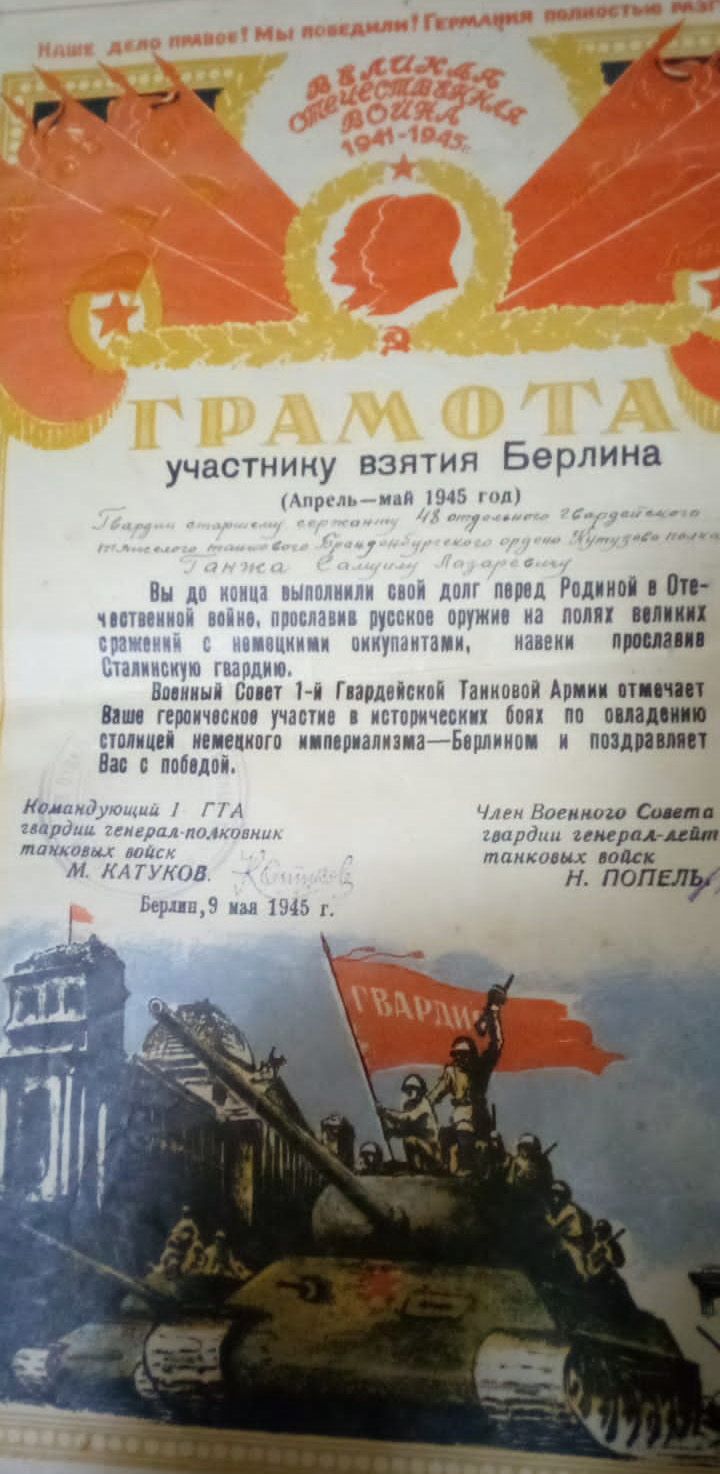 Наше дело правое! Мы победили! Германия полностью разг
ВЕЛИКАЯ
ОТЕЧЕСТВЕННАЯ
ВОЙНА
1941-1945г.
ГРАМОТА
участнику взятия Берлина
(Апрель—май 1945 год)
Гвардии старшему сержанту 48 отдельного Гвардейского
тяжелого танкового Бранденбургского ордена Кутузова полка
Ганжа Самуилу Лазаревичу
Вы до конца выполнили свой долг перед Родиной в Оте-
чественной войне, прославив русское оружие на полях великих
сражений с немецкими оккупантами, навеки прославив
Сталинскую гвардию.
Военный Совет 1-й Гвардейской Танковой Армии отмечает
Ваше героическое участие в исторических боях по овладению
столицей немецкого империализма—Берлином и поздравляет
Вас с победой.
Командующий 1 ГТА
гвардии генерал-полковник
танковых войск
М. КАТУКОВ. Катуков
Берлин, 9 мая 1945 г.
Член Военного Совета
гвардии генерал-лейт
танковых войск
Н. ПОПЕЛЬ.
ГВАРДИЯ